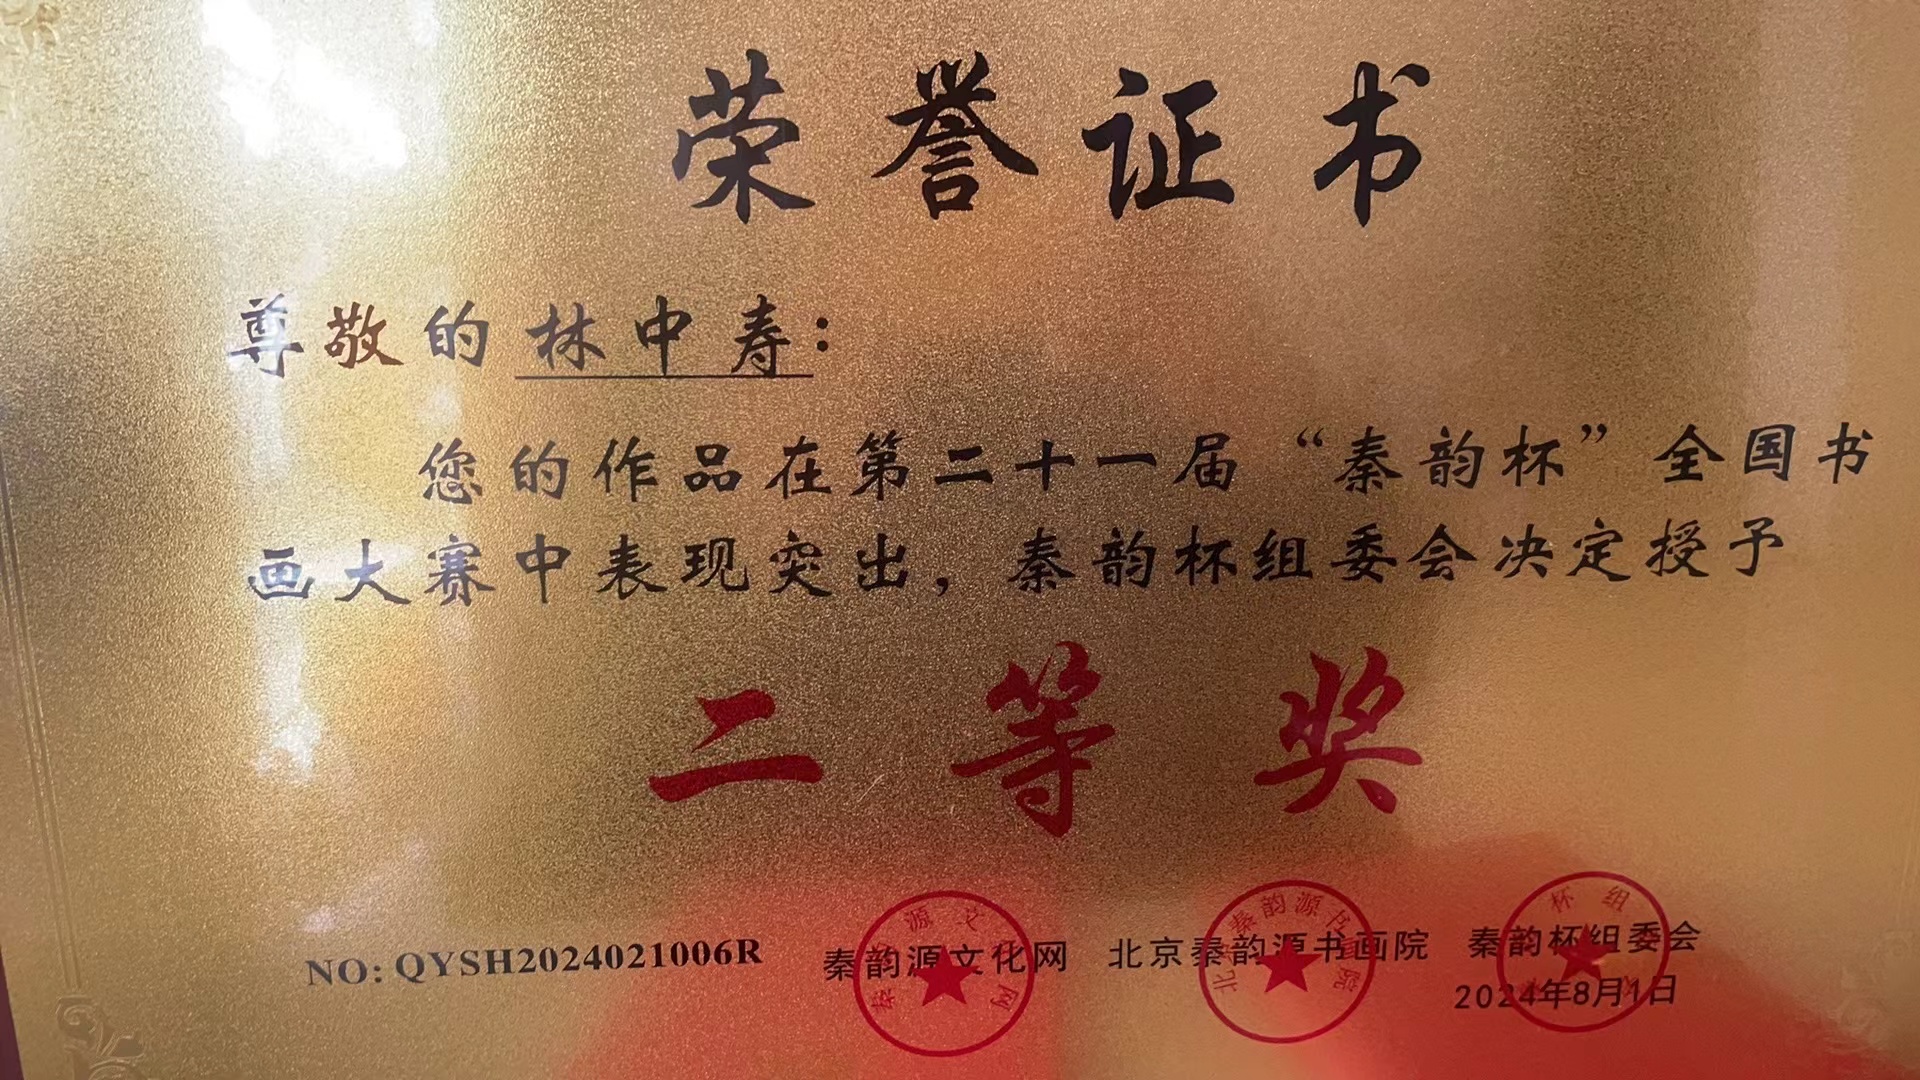 荣誉证书
尊敬的林中寿:
您的作品在第二十一届“秦韵杯”全国书
画大赛中表现突出,秦韵杯组委会决定授予
二等奖
NO: QYSH2024021006R 秦韵源文化网 北京秦韵源书画院 秦韵杯组委会
2024年8月1日